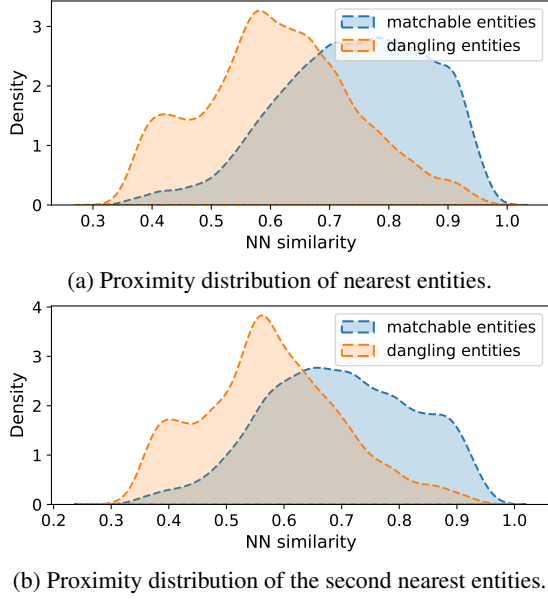 3
2
1
0
Density
matchable entities
dangling entities
0.3 0.4 0.5 0.6 0.7 0.8 0.9 1.0
NN similarity
(a) Proximity distribution of nearest entities.
4
3
2
1
0
Density
matchable entities
dangling entities
0.2 0.3 0.4 0.5 0.6 0.7 0.8 0.9 1.0
NN similarity
(b) Proximity distribution of the second nearest entities.